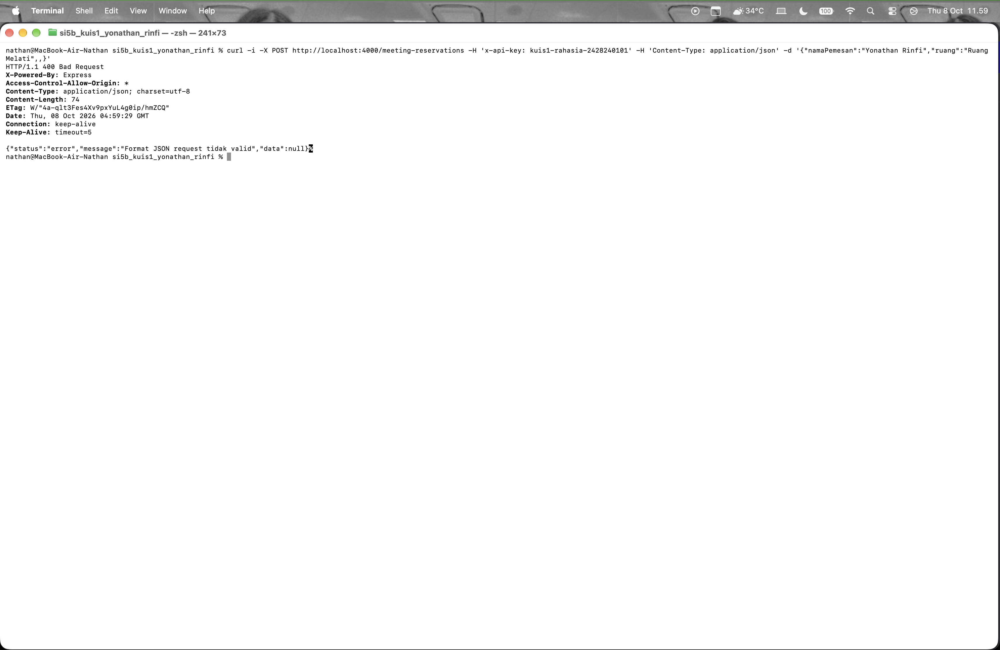 Terminal Shell Edit View Window Help 34°C 100 Thu 8 Oct 11.59
si5b_kuis1_yonathan_rinfi — -zsh — 241×73
nathan@MacBook-Air-Nathan si5b_kuis1_yonathan_rinfi % curl -i -X POST http://localhost:4000/meeting-reservations -H 'x-api-key: kuis1-rahasia-2428240101' -H 'Content-Type: application/json' -d '{"namaPemesan":"Yonathan Rinfi","ruang":"Ruang
Melati",,}'
HTTP/1.1 400 Bad Request
X-Powered-By: Express
Access-Control-Allow-Origin: *
Content-Type: application/json; charset=utf-8
Content-Length: 74
ETag: W/"4a-qlt3Fes4Xv9pxYuL4g0ip/hmZCQ"
Date: Thu, 08 Oct 2026 04:59:29 GMT
Connection: keep-alive
Keep-Alive: timeout=5
{"status":"error","message":"Format JSON request tidak valid","data":null}%
nathan@MacBook-Air-Nathan si5b_kuis1_yonathan_rinfi %